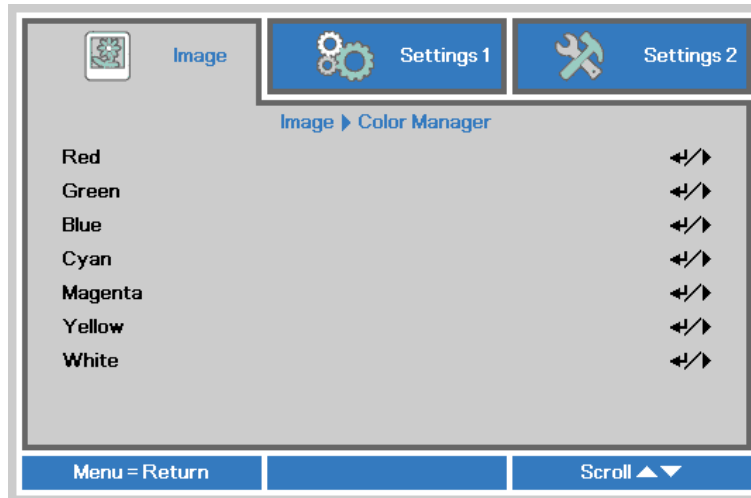 Image Settings 1 Settings 2
Image ▶ Color Manager
Red ↵/▶
Green ↵/▶
Blue ↵/▶
Cyan ↵/▶
Magenta ↵/▶
Yellow ↵/▶
White ↵/▶
Menu = Return Scroll ▲▼